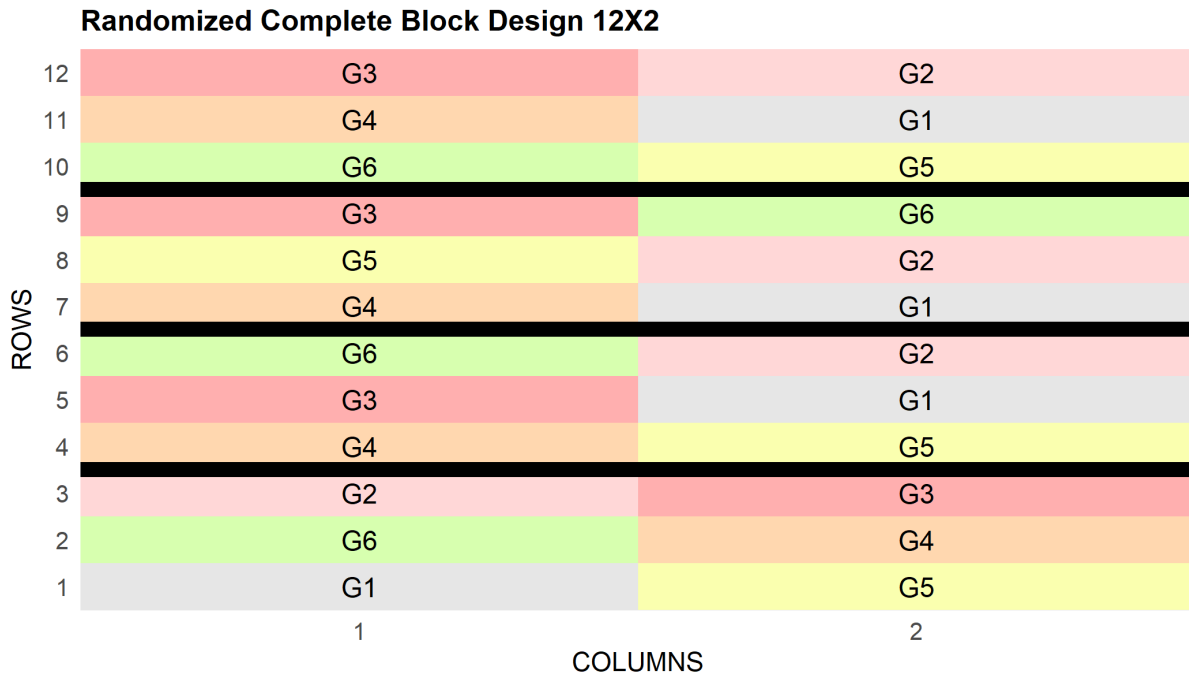 Randomized Complete Block Design 12X2
12 G3 G2
11 G4 G1
10 G6 G5
9 G3 G6
8 G5 G2
7 G4 G1
ROWS
6 G6 G2
5 G3 G1
4 G4 G5
3 G2 G3
2 G6 G4
1 G1 G5
1 2
COLUMNS